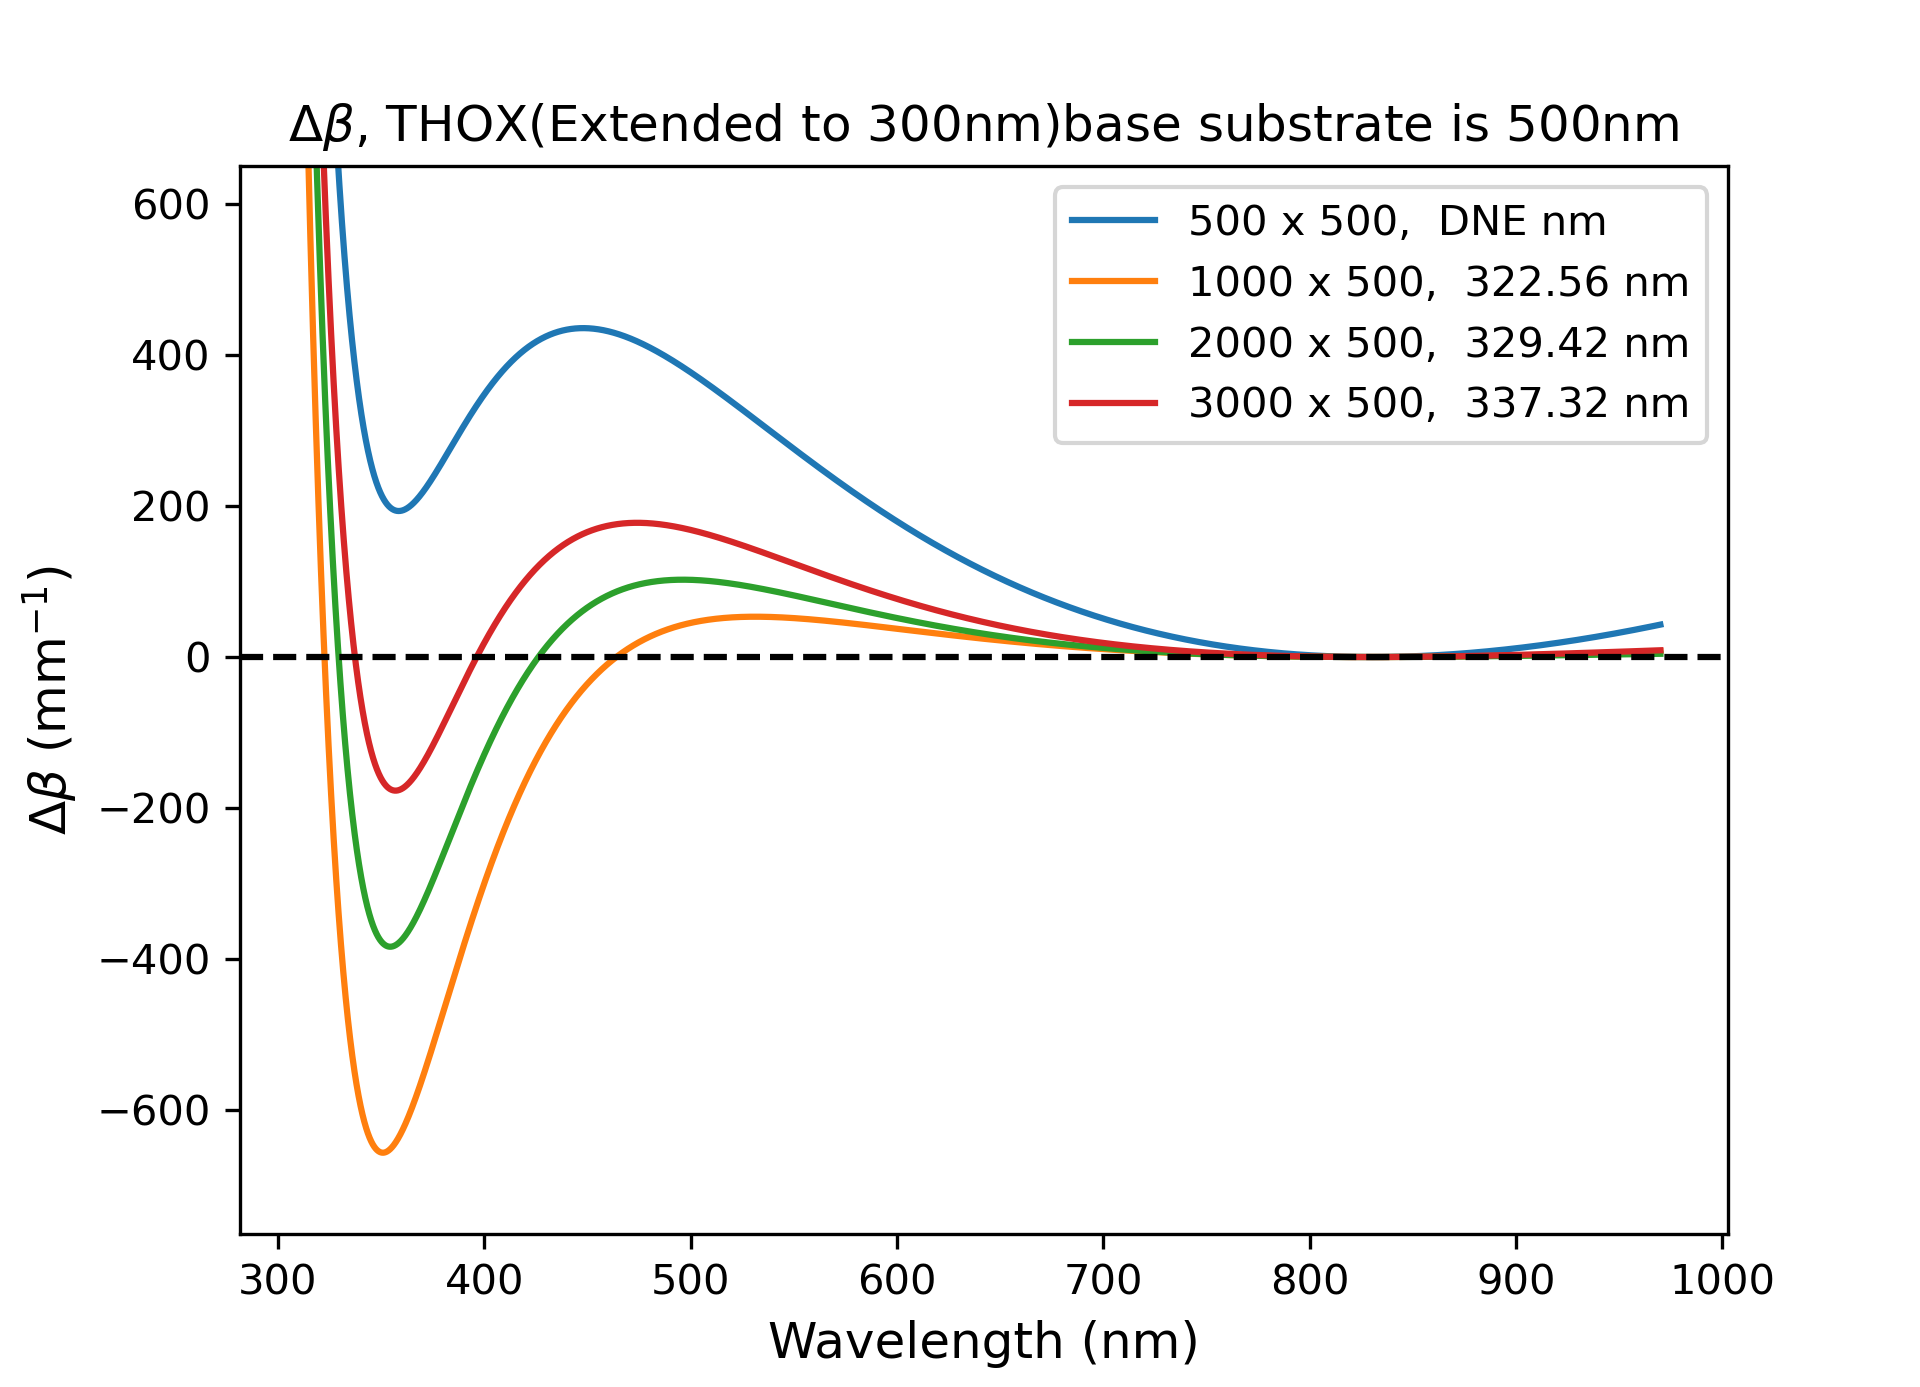 Δβ, THOX(Extended to 300nm)base substrate is 500nm
500 x 500,  DNE nm
1000 x 500,  322.56 nm
2000 x 500,  329.42 nm
3000 x 500,  337.32 nm
600
400
200
0
−200
−400
−600
Δβ (mm⁻¹)
300 400 500 600 700 800 900 1000
Wavelength (nm)